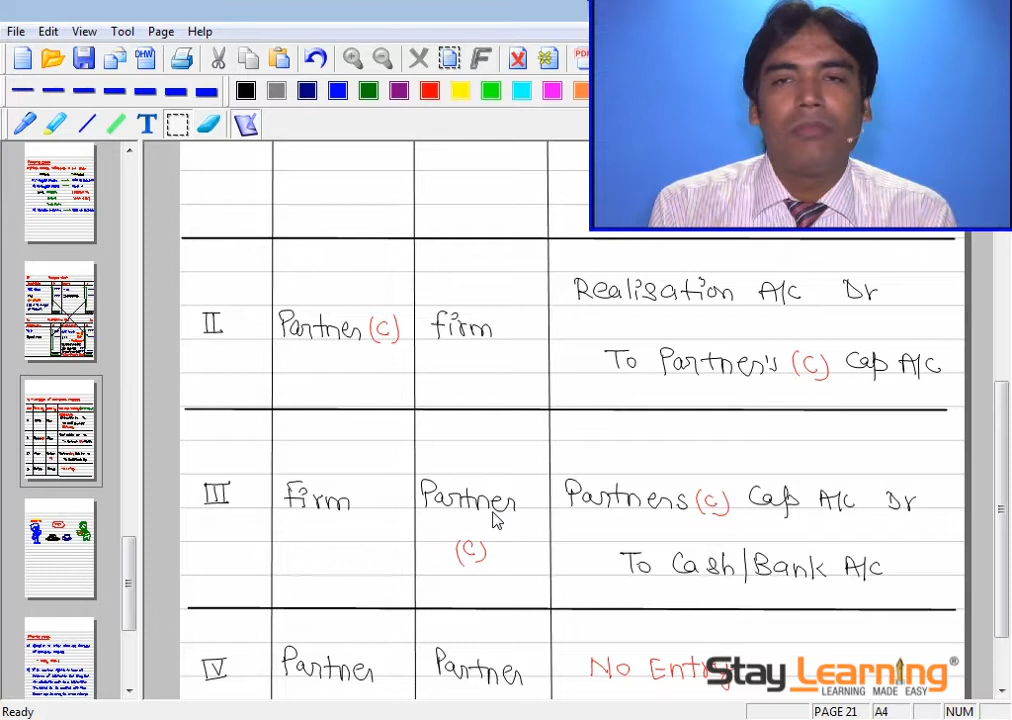 File Edit View Tool Page Help
II Partner (C) firm Realisation A/c Dr
To Partner's (C) Cap A/c
III firm Partner (C) Partners (C) Cap A/c Dr
To Cash/Bank A/c
IV Partner Partner No Entry
Stay Learning®
LEARNING MADE EASY
Ready PAGE 21 A4 NUM